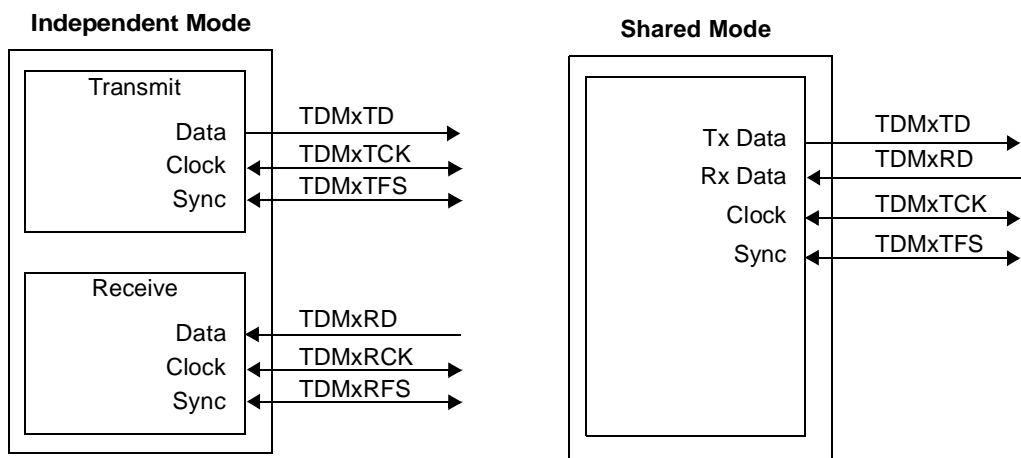 Independent Mode
Transmit
Data
TDMxTD
Clock
TDMxTCK
Sync
TDMxTFS
Receive
Data
TDMxRD
Clock
TDMxRCK
Sync
TDMxRFS
Shared Mode
Tx Data
TDMxTD
Rx Data
TDMxRD
Clock
TDMxTCK
Sync
TDMxTFS